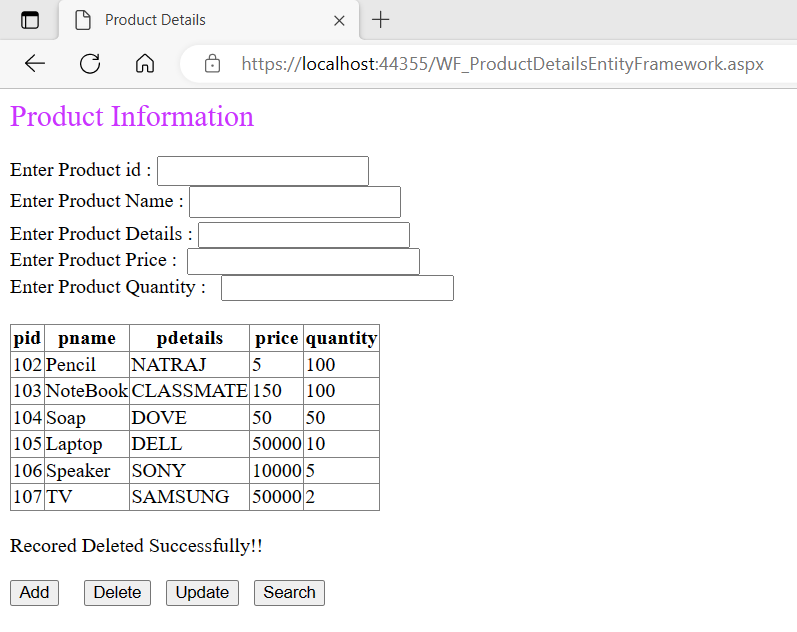 Product Details
https://localhost:44355/WF_ProductDetailsEntityFramework.aspx
Product Information
Enter Product id :
Enter Product Name :
Enter Product Details :
Enter Product Price :
Enter Product Quantity :
pid pname pdetails price quantity
102 Pencil NATRAJ 5 100
103 NoteBook CLASSMATE 150 100
104 Soap DOVE 50 50
105 Laptop DELL 50000 10
106 Speaker SONY 10000 5
107 TV SAMSUNG 50000 2
Recored Deleted Successfully!!
Add Delete Update Search